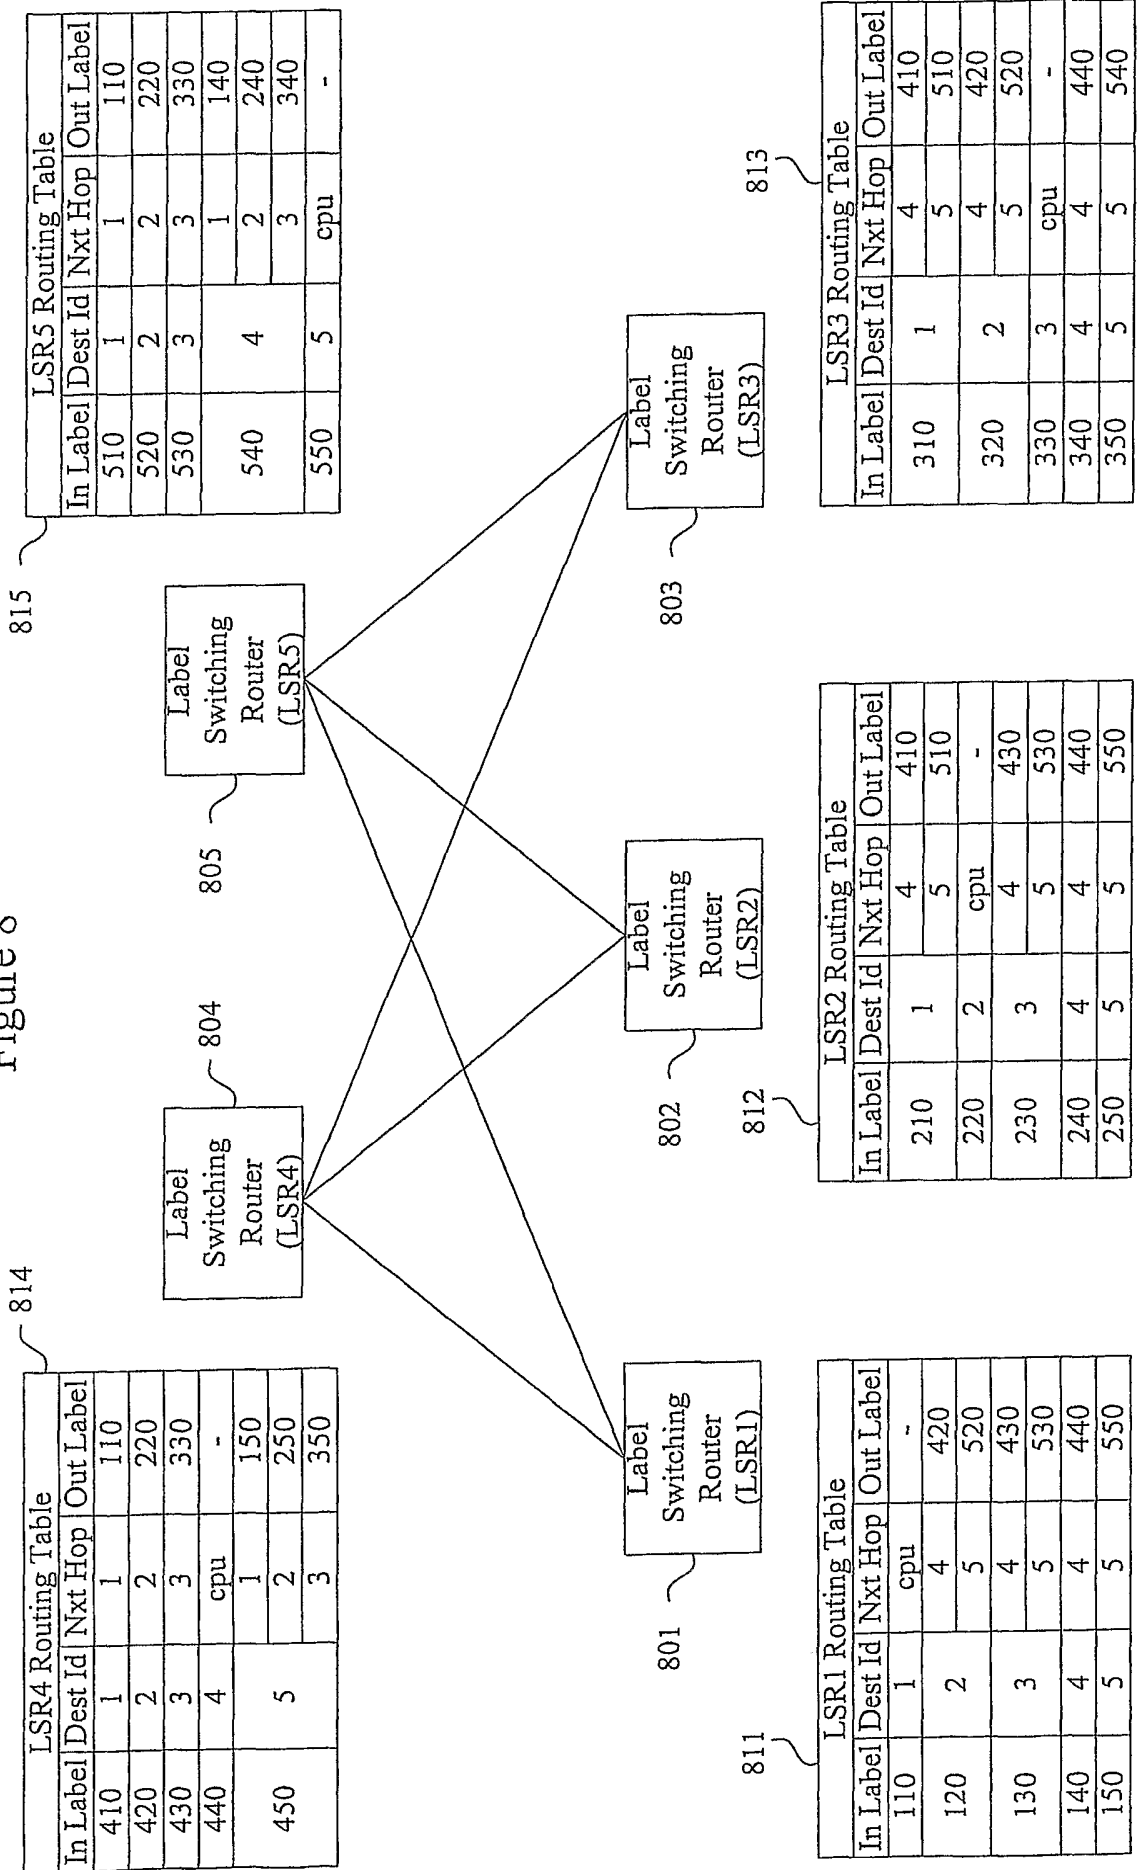 Figure 8
814
LSR4 Routing Table
In Label Dest Id Nxt Hop Out Label
410 1 1 110
420 2 2 220
430 3 3 330
440 4 cpu -
450 5 1 150
2 250
3 350
815
LSR5 Routing Table
In Label Dest Id Nxt Hop Out Label
510 1 1 110
520 2 2 220
530 3 3 330
540 4 1 140
2 240
3 340
550 5 cpu -
804
Label
Switching
Router
(LSR4)
805
Label
Switching
Router
(LSR5)
801
Label
Switching
Router
(LSR1)
802
Label
Switching
Router
(LSR2)
803
Label
Switching
Router
(LSR3)
811
LSR1 Routing Table
In Label Dest Id Nxt Hop Out Label
110 1 cpu -
120 2 4 420
5 520
130 3 4 430
5 530
140 4 4 440
150 5 5 550
812
LSR2 Routing Table
In Label Dest Id Nxt Hop Out Label
210 1 4 410
5 510
220 2 cpu -
230 3 4 430
5 530
240 4 4 440
250 5 5 550
813
LSR3 Routing Table
In Label Dest Id Nxt Hop Out Label
310 1 4 410
5 510
320 2 4 420
5 520
330 3 cpu -
340 4 4 440
350 5 5 540